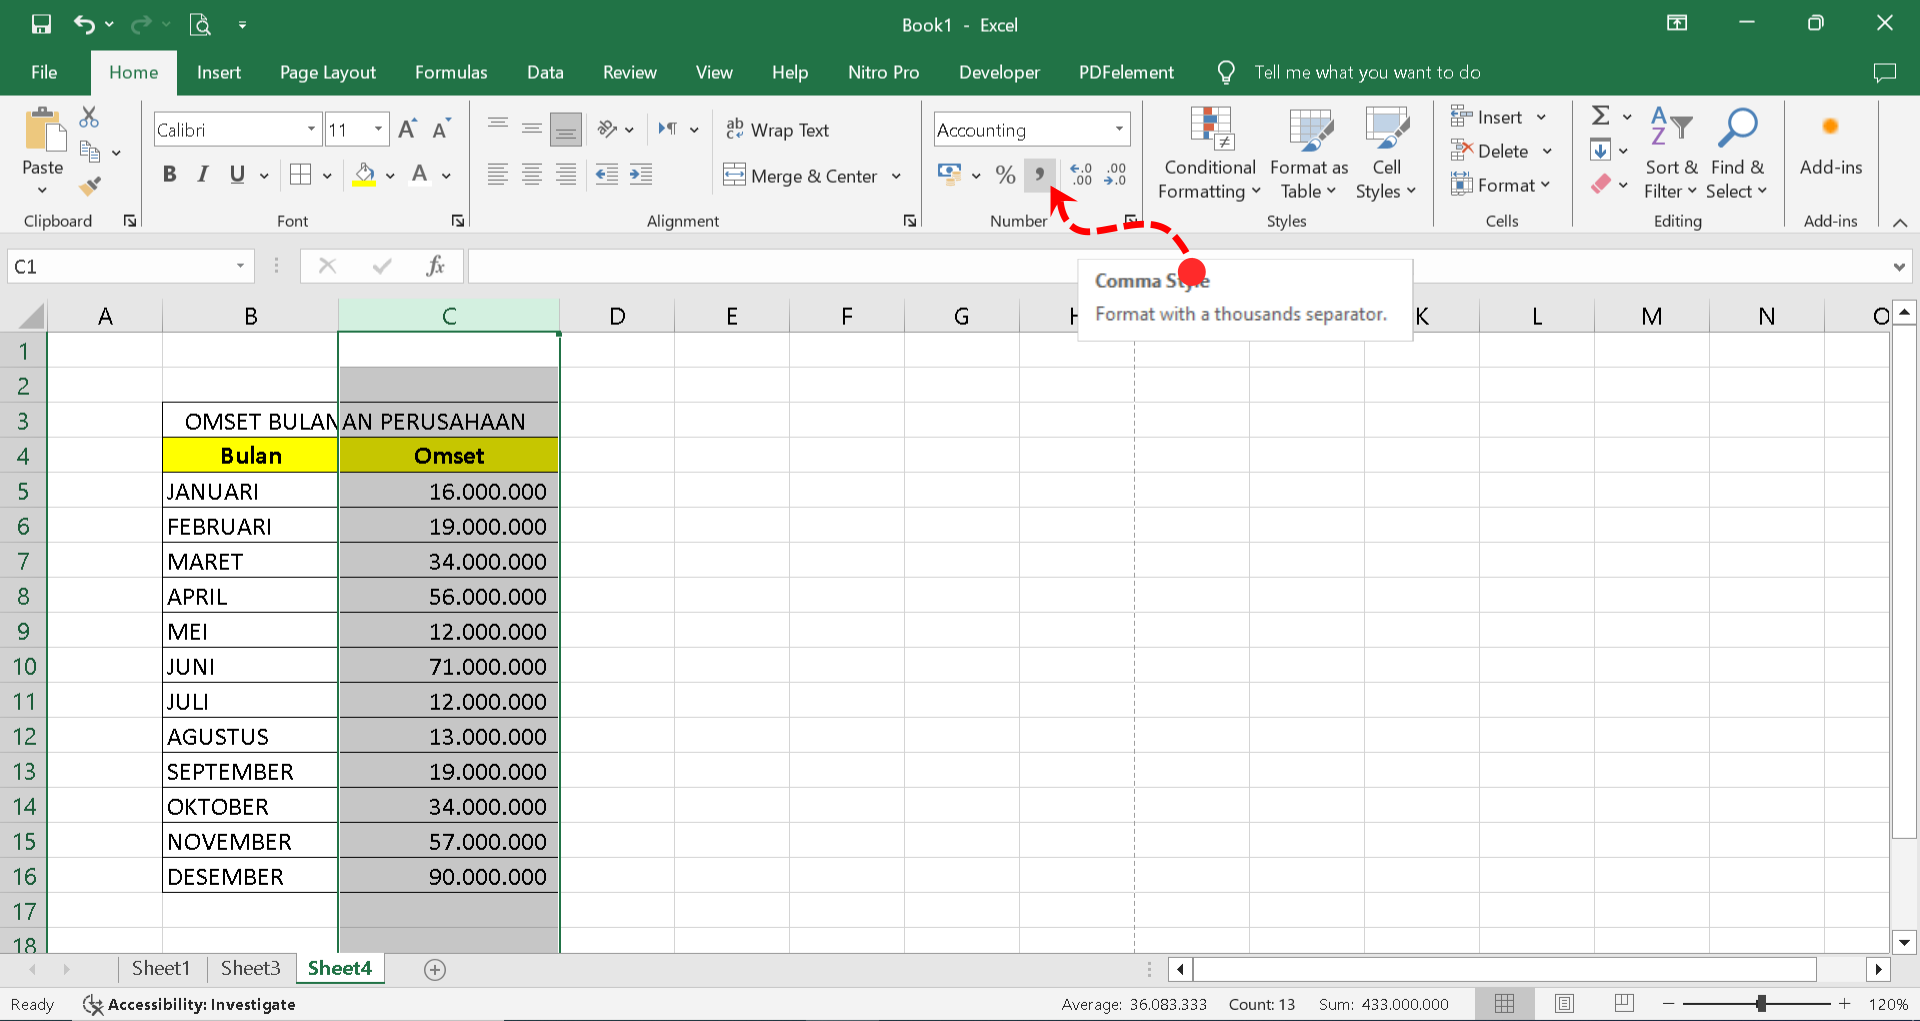 Book1 - Excel
File Home Insert Page Layout Formulas Data Review View Help Nitro Pro Developer PDFelement Tell me what you want to do
Paste
Clipboard
Calibri 11
B I U
Font
ab Wrap Text
Merge & Center
Alignment
Accounting
%
Number
Conditional Formatting
Format as Table
Cell Styles
Styles
Insert
Delete
Format
Cells
Sort & Filter
Find & Select
Editing
Add-ins
Add-ins
C1 fx
Comma Style
Format with a thousands separator.
A B C D E F G H K L M N O
1
2
3 OMSET BULANAN PERUSAHAAN
4 Bulan Omset
5 JANUARI 16.000.000
6 FEBRUARI 19.000.000
7 MARET 34.000.000
8 APRIL 56.000.000
9 MEI 12.000.000
10 JUNI 71.000.000
11 JULI 12.000.000
12 AGUSTUS 13.000.000
13 SEPTEMBER 19.000.000
14 OKTOBER 34.000.000
15 NOVEMBER 57.000.000
16 DESEMBER 90.000.000
17
18
Sheet1 Sheet3 Sheet4
Ready Accessibility: Investigate Average: 36.083.333 Count: 13 Sum: 433.000.000 120%